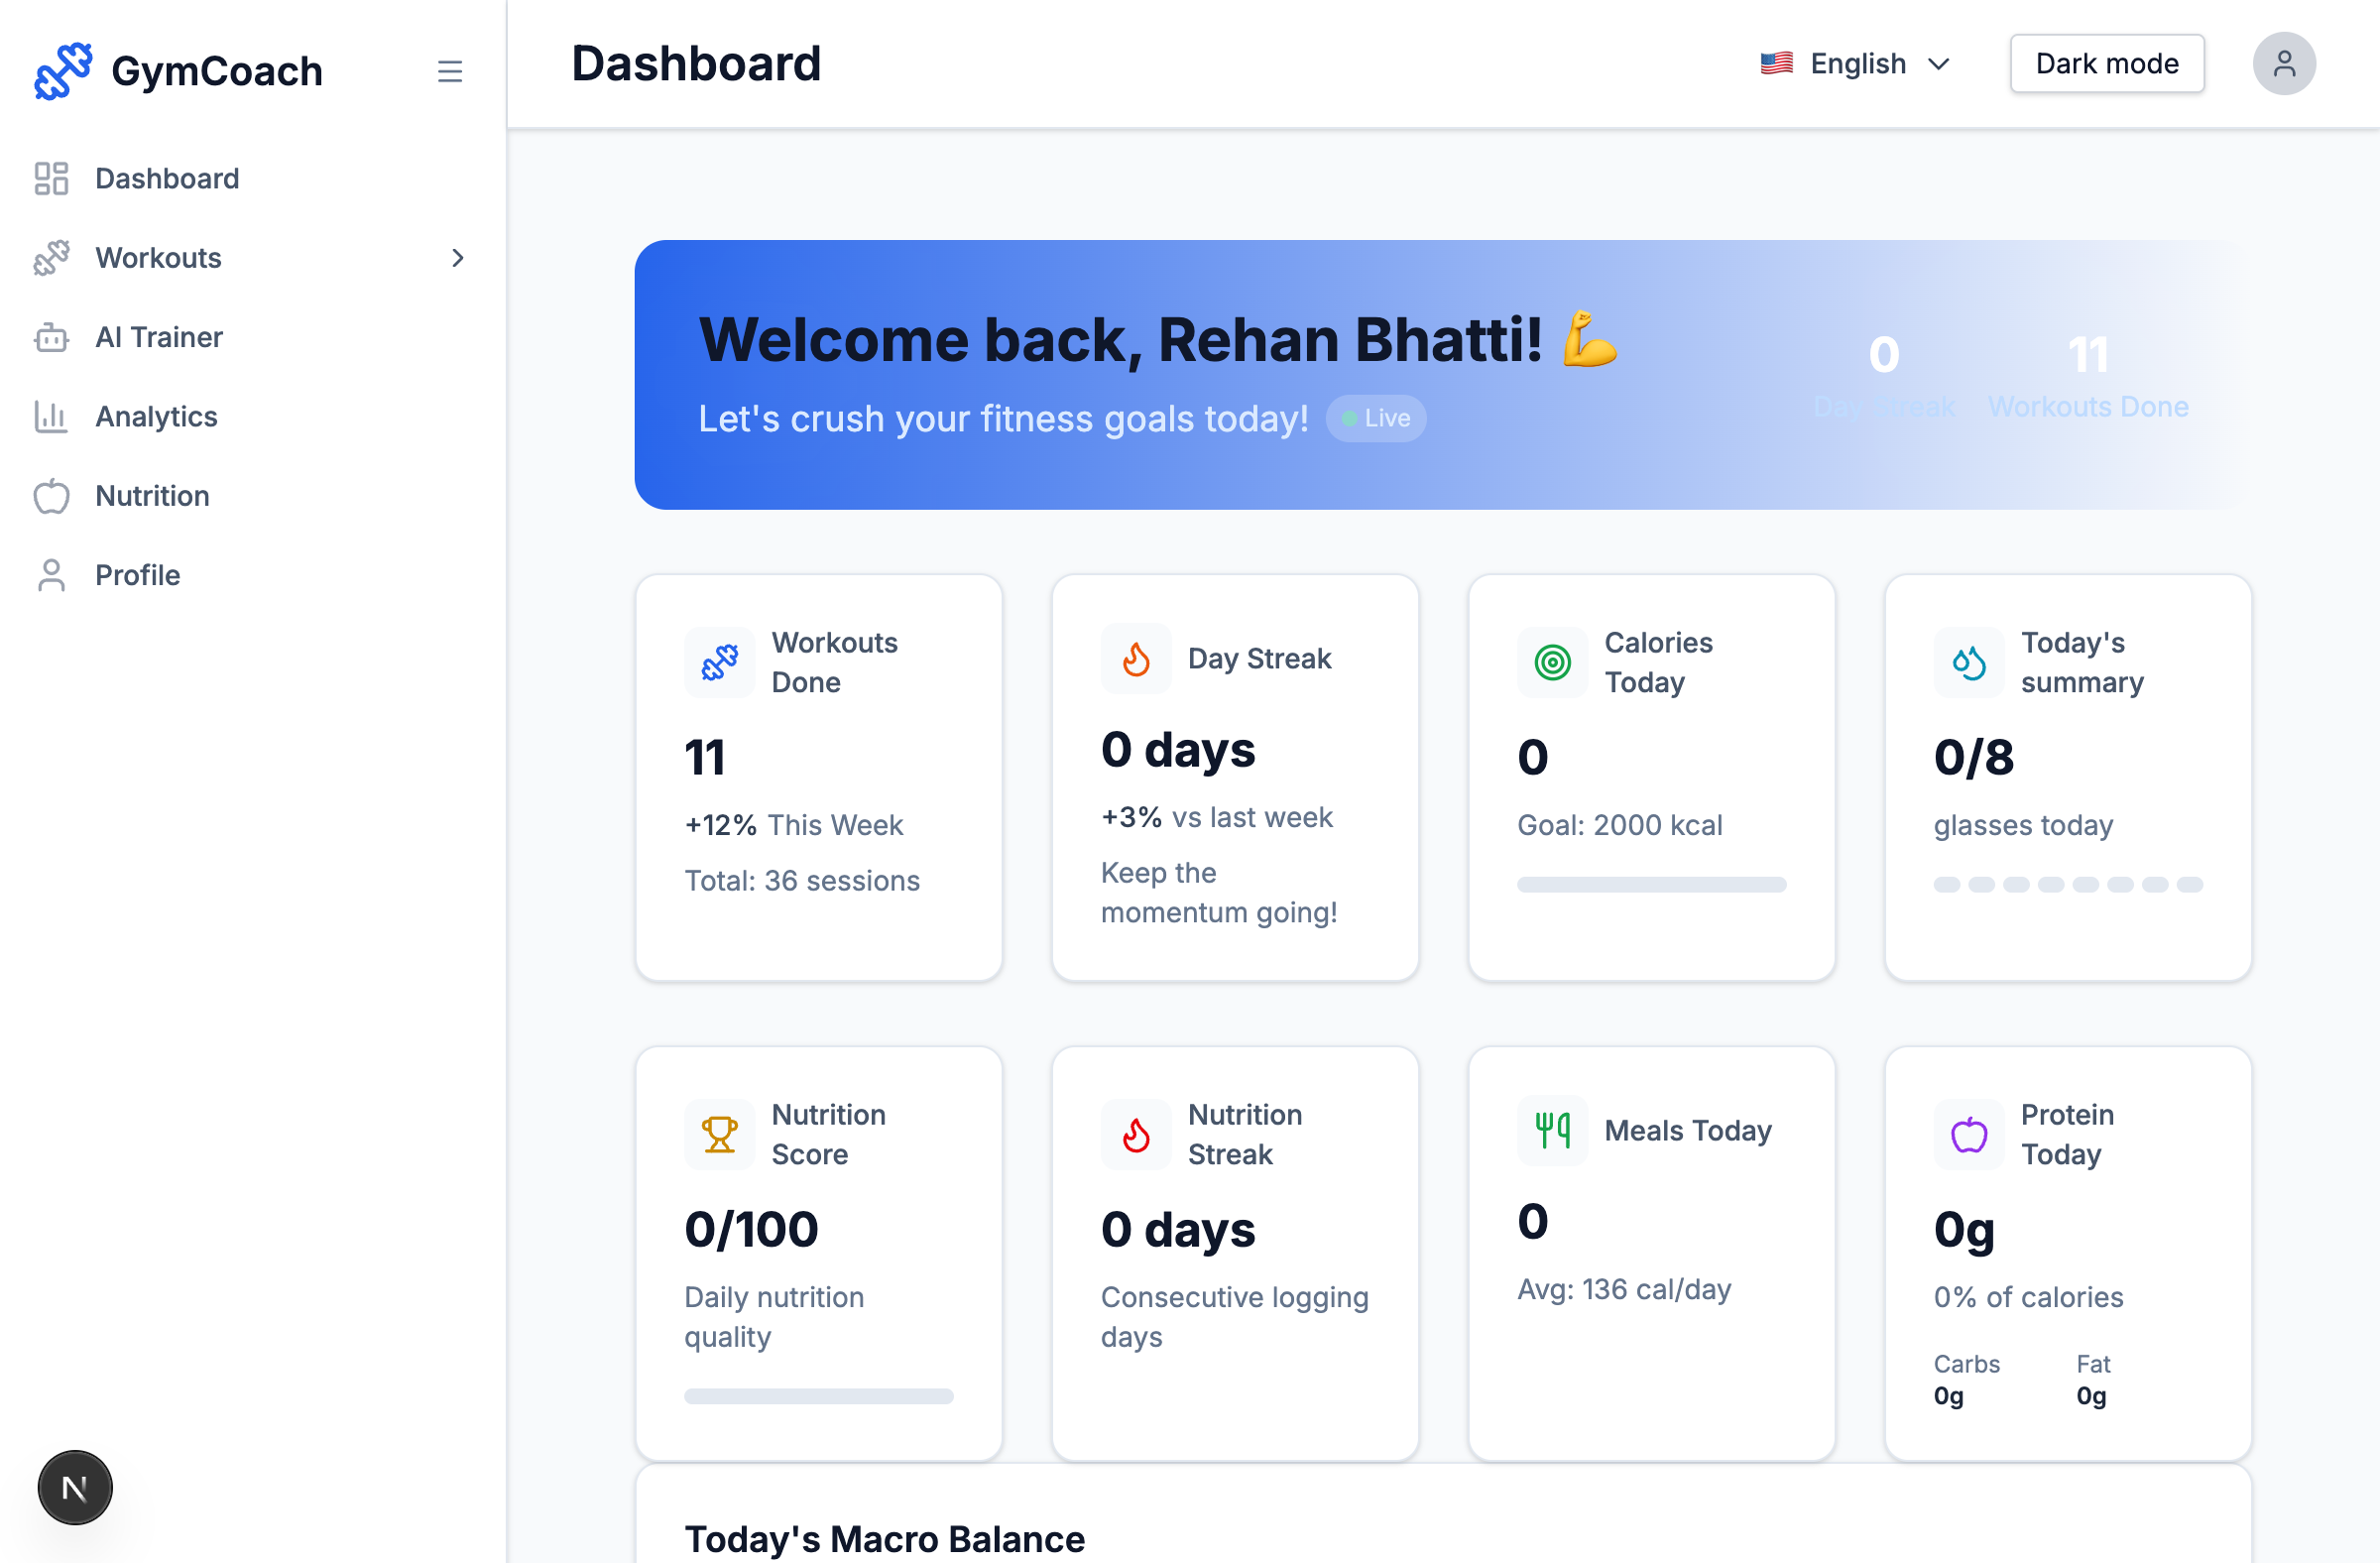 GymCoach
Dashboard
English
Dark mode
Dashboard
Workouts
AI Trainer
Analytics
Nutrition
Profile
Welcome back, Rehan Bhatti! 💪
Let's crush your fitness goals today!
Live
0
Day Streak
11
Workouts Done
Workouts
Done
11
+12% This Week
Total: 36 sessions
Day Streak
0 days
+3% vs last week
Keep the
momentum going!
Calories
Today
0
Goal: 2000 kcal
Today's
summary
0/8
glasses today
Nutrition
Score
0/100
Daily nutrition
quality
Nutrition
Streak
0 days
Consecutive logging
days
Meals Today
0
Avg: 136 cal/day
Protein
Today
0g
0% of calories
Carbs
0g
Fat
0g
N
Today's Macro Balance